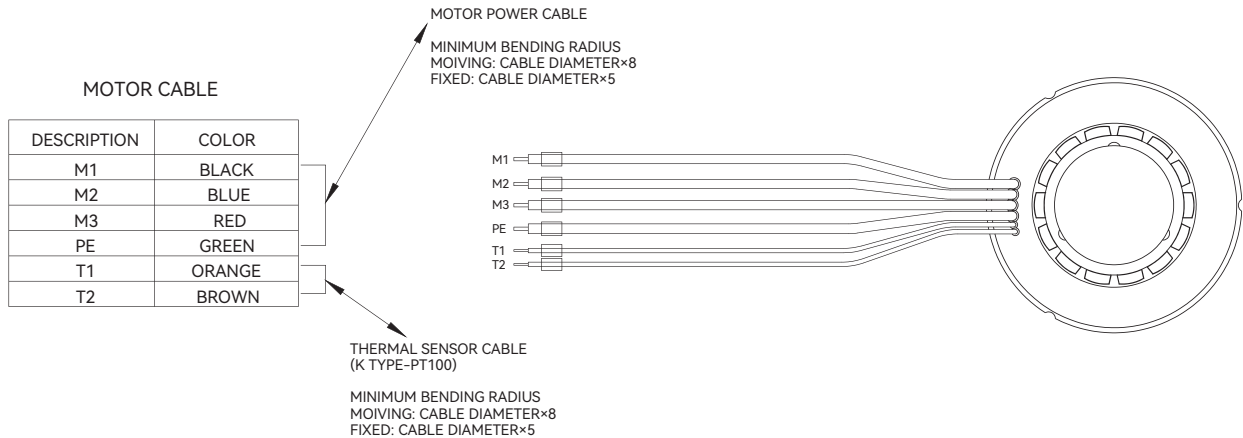 MOTOR POWER CABLE
MINIMUM BENDING RADIUS
MOIVING: CABLE DIAMETER×8
FIXED: CABLE DIAMETER×5
MOTOR CABLE
DESCRIPTION COLOR
M1 BLACK
M2 BLUE
M3 RED
PE GREEN
T1 ORANGE
T2 BROWN
M1
M2
M3
PE
T1
T2
THERMAL SENSOR CABLE
(K TYPE-PT100)
MINIMUM BENDING RADIUS
MOIVING: CABLE DIAMETER×8
FIXED: CABLE DIAMETER×5